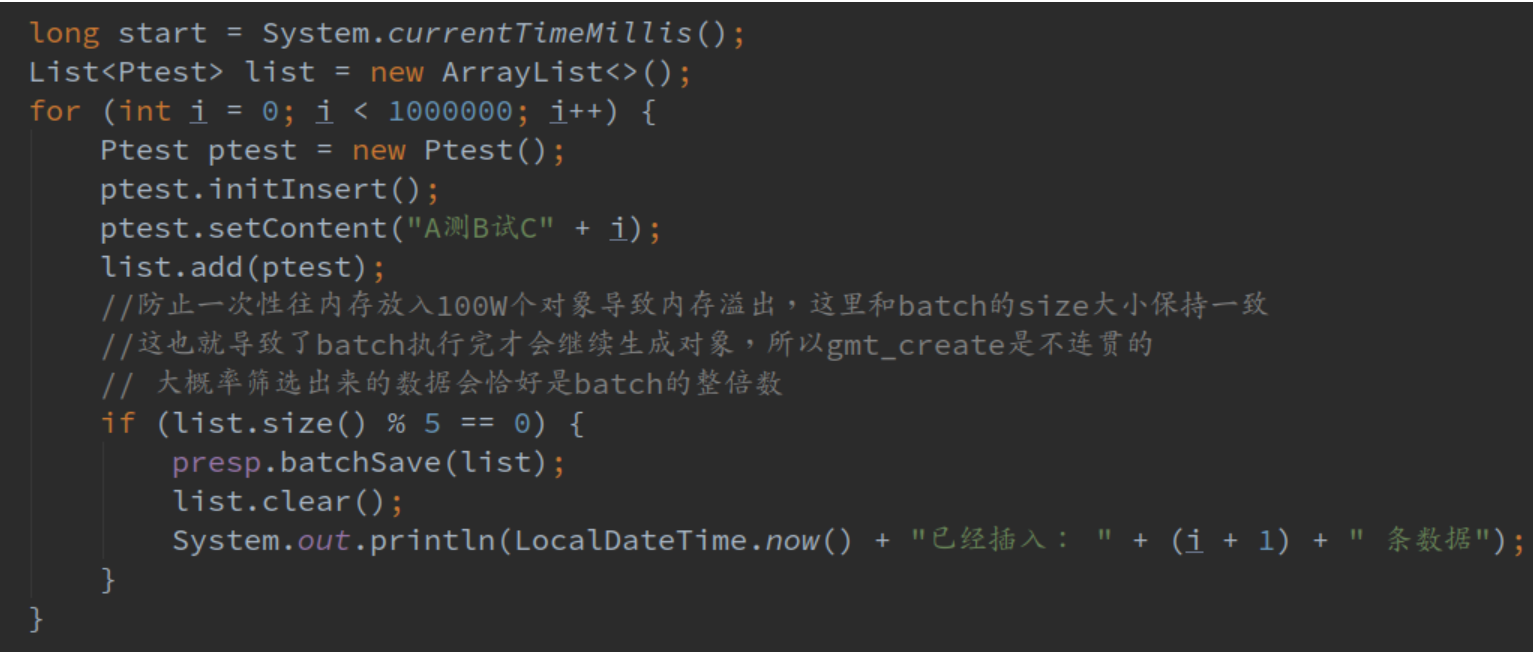 long start = System.currentTimeMillis();
List<Ptest> list = new ArrayList<>();
for (int i = 0; i < 1000000; i++) {
    Ptest ptest = new Ptest();
    ptest.initInsert();
    ptest.setContent("A测B试C" + i);
    list.add(ptest);
    //防止一次性往内存放入100W个对象导致内存溢出，这里和batch的size大小保持一致
    //这也就导致了batch执行完才会继续生成对象，所以gmt_create是不连贯的
    // 大概率筛选出来的数据会恰好是batch的整倍数
    if (list.size() % 5 == 0) {
        presp.batchSave(list);
        list.clear();
        System.out.println(LocalDateTime.now() + "已经插入： " + (i + 1) + " 条数据");
    }
}